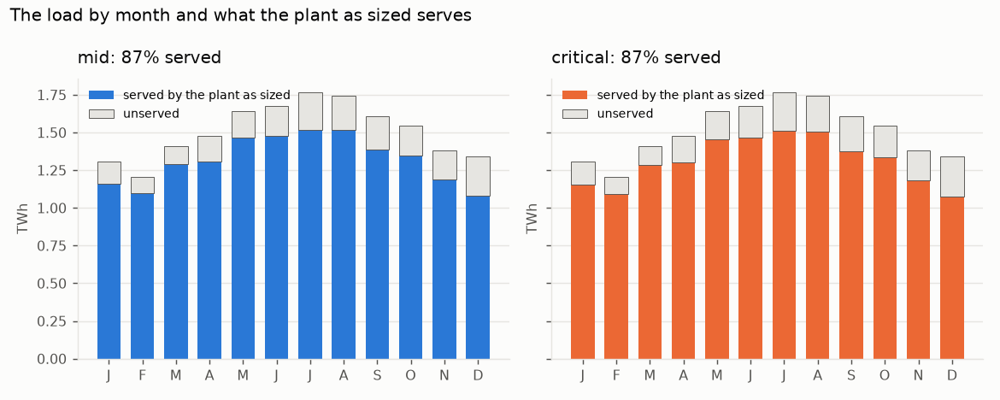 The load by month and what the plant as sized serves
mid: 87% served
served by the plant as sized
unserved
TWh
1.75
1.50
1.25
1.00
0.75
0.50
0.25
0.00
J F M A M J J A S O N D
critical: 87% served
served by the plant as sized
unserved
TWh
J F M A M J J A S O N D